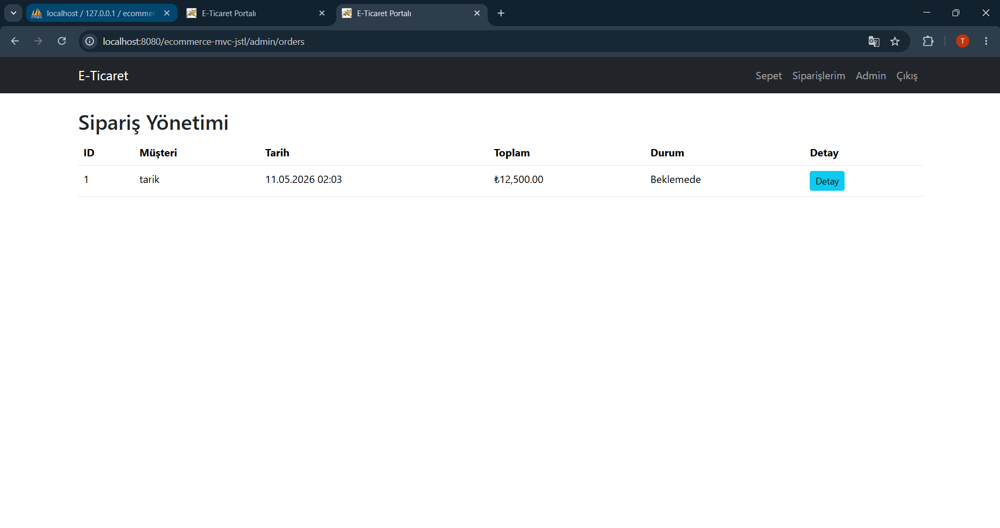 localhost / 127.0.0.1 / ecommer
E-Ticaret Portalı
E-Ticaret Portalı
localhost:8080/ecommerce-mvc-jstl/admin/orders
T
E-Ticaret
Sepet Siparişlerim Admin Çıkış
Sipariş Yönetimi
ID Müşteri Tarih Toplam Durum Detay
1 tarik 11.05.2026 02:03 ₺12,500.00 Beklemede Detay